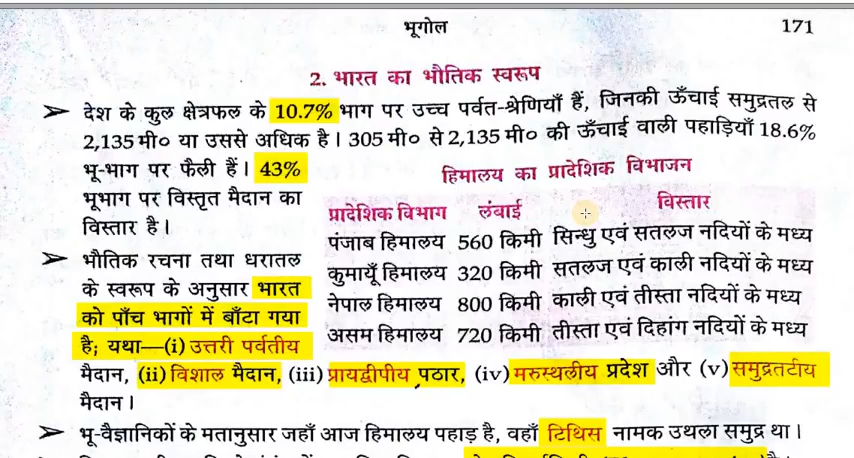 भूगोल
171
2. भारत का भौतिक स्वरूप
➢ देश के कुल क्षेत्रफल के 10.7% भाग पर उच्च पर्वत-श्रेणियाँ हैं, जिनकी ऊँचाई समुद्रतल से
2,135 मी० या उससे अधिक है। 305 मी० से 2,135 मी० की ऊँचाई वाली पहाड़ियाँ 18.6%
भू-भाग पर फैली हैं। 43%
भूभाग पर विस्तृत मैदान का
विस्तार है।
हिमालय का प्रादेशिक विभाजन
प्रादेशिक विभाग लंबाई विस्तार
पंजाब हिमालय 560 किमी सिन्धु एवं सतलज नदियों के मध्य
कुमायूँ हिमालय 320 किमी सतलज एवं काली नदियों के मध्य
नेपाल हिमालय 800 किमी काली एवं तीस्ता नदियों के मध्य
असम हिमालय 720 किमी तीस्ता एवं दिहांग नदियों के मध्य
➢ भौतिक रचना तथा धरातल
के स्वरूप के अनुसार भारत
को पाँच भागों में बाँटा गया
है; यथा—(i) उत्तरी पर्वतीय
मैदान, (ii) विशाल मैदान, (iii) प्रायद्वीपीय पठार, (iv) मरुस्थलीय प्रदेश और (v) समुद्रतटीय
मैदान।
➢ भू-वैज्ञानिकों के मतानुसार जहाँ आज हिमालय पहाड़ है, वहाँ टिथिस नामक उथला समुद्र था।